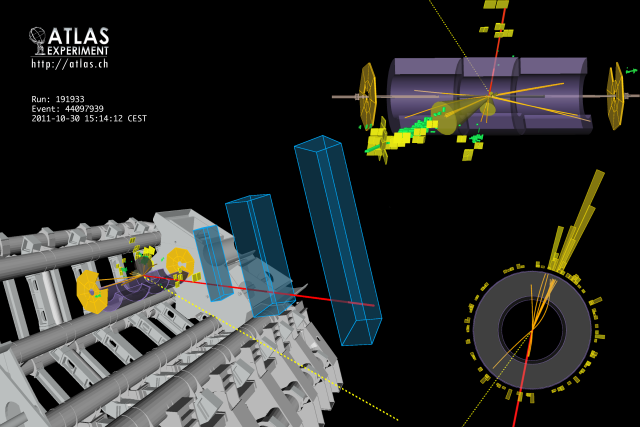 ATLAS
EXPERIMENT
http://atlas.ch
Run: 191933
Event: 44097939
2011-10-30 15:14:12 CEST